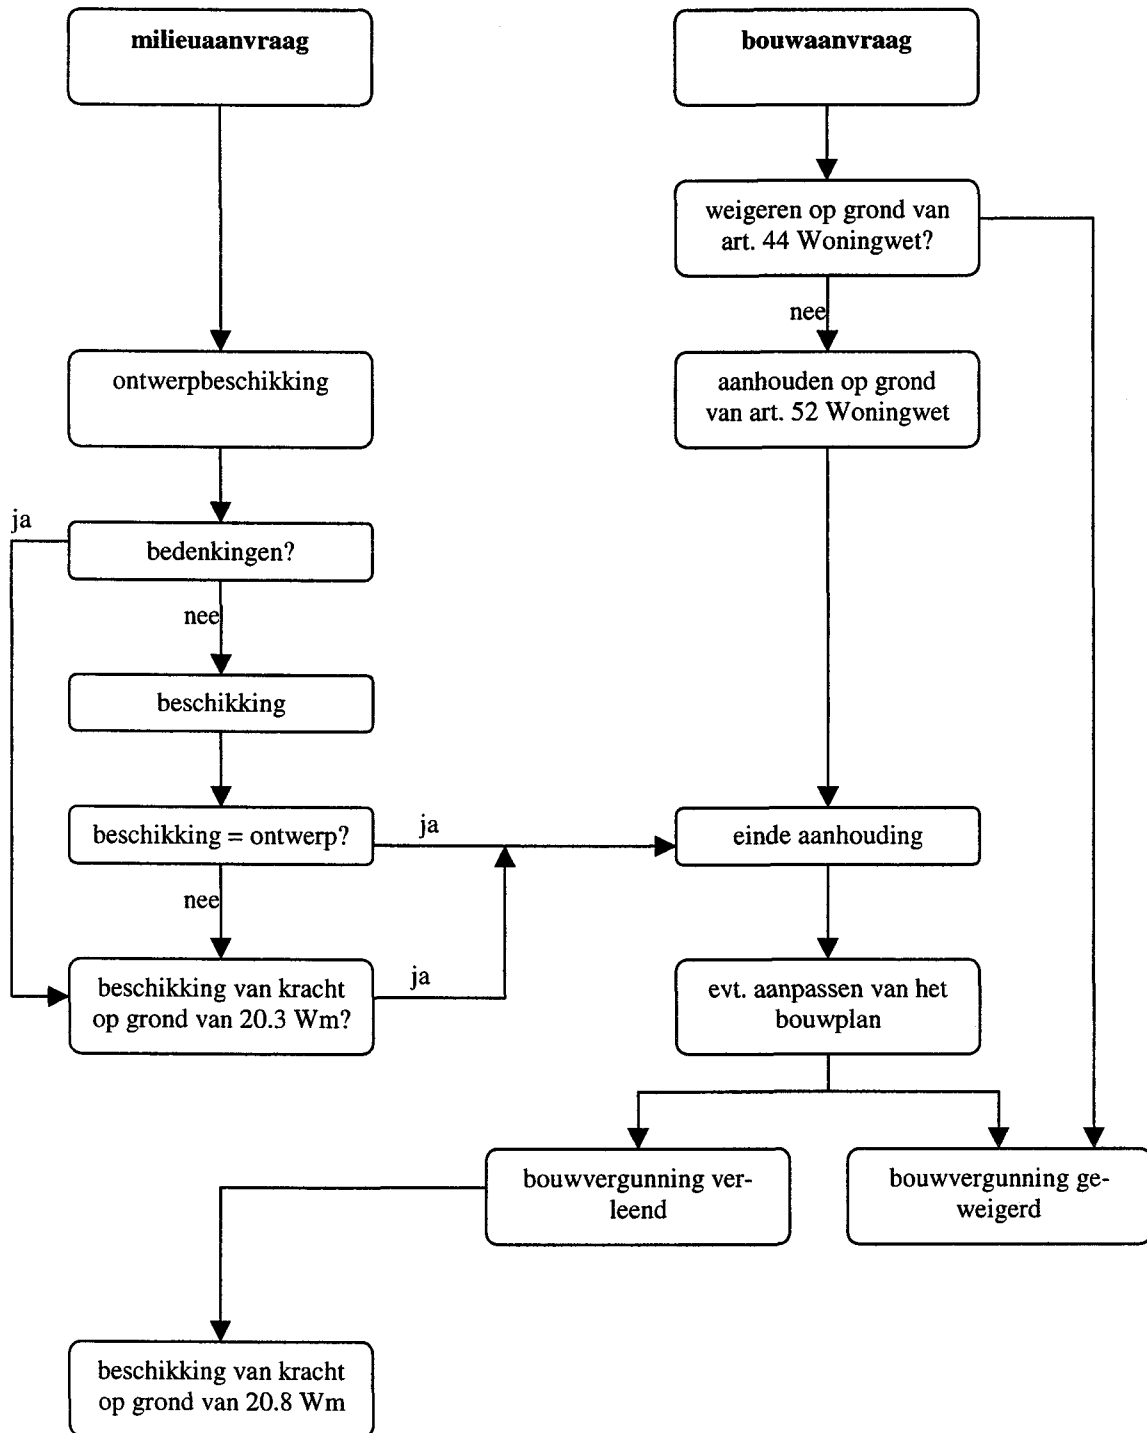 milieuaanvraag
bouwaanvraag
weigeren op grond van
art. 44 Woningwet?
nee
ontwerpbeschikking
aanhouden op grond
van art. 52 Woningwet
ja
bedenkingen?
nee
beschikking
beschikking = ontwerp?
ja
einde aanhouding
nee
beschikking van kracht
op grond van 20.3 Wm?
ja
evt. aanpassen van het
bouwplan
bouwvergunning ver-
leend
bouwvergunning ge-
weigerd
beschikking van kracht
op grond van 20.8 Wm